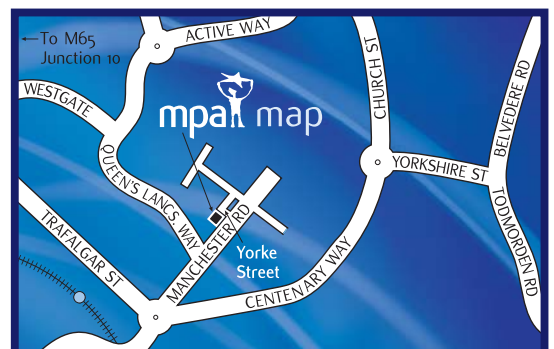 ←To M65
Junction 10
ACTIVE WAY
CHURCH ST
BELVEDERE RD
WESTGATE
mpa map
QUEEN'S LANCS. WAY
YORKSHIRE ST
TODMORDEN RD
TRAFALGAR ST
MANCHESTER RD
Yorke
Street
CENTENARY WAY